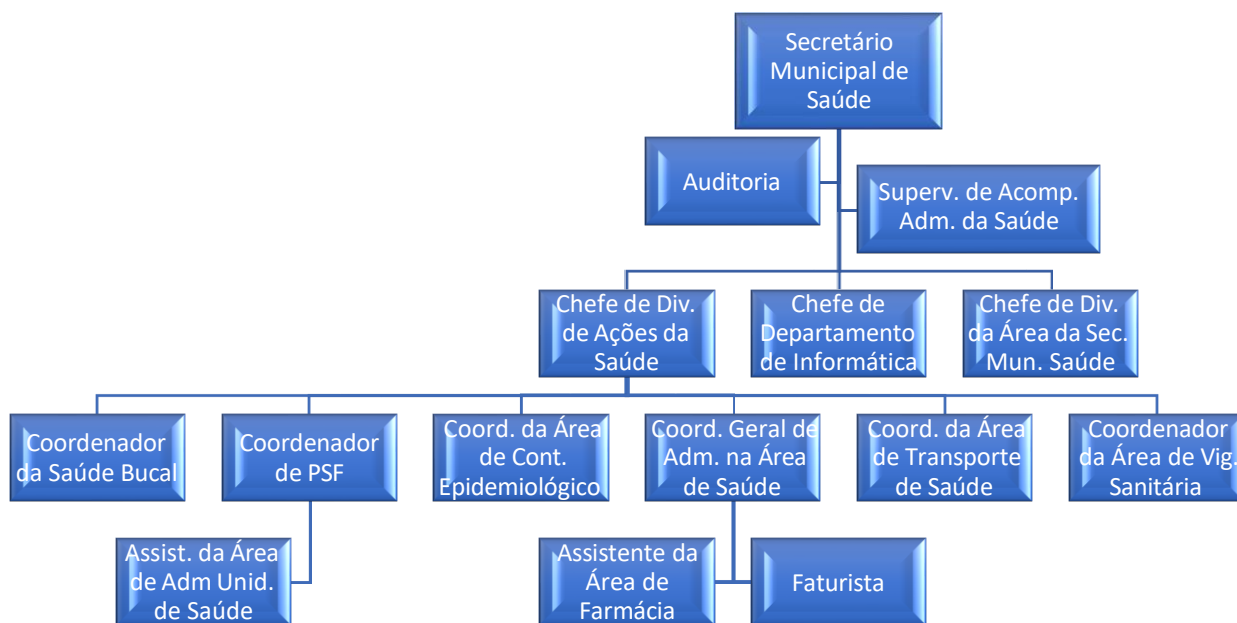 Secretário
Municipal de
Saúde
Auditoria
Superv. de Acomp.
Adm. da Saúde
Chefe de Div.
de Ações da
Saúde
Chefe de
Departamento
de Informática
Chefe de Div.
da Área da Sec.
Mun. Saúde
Coordenador
da Saúde Bucal
Coordenador
de PSF
Coord. da Área
de Cont.
Epidemiológico
Coord. Geral de
Adm. na Área
de Saúde
Coord. da Área
de Transporte
de Saúde
Coordenador
da Área de Vig.
Sanitária
Assist. da Área
de Adm Unid.
de Saúde
Assistente da
Área de
Farmácia
Faturista